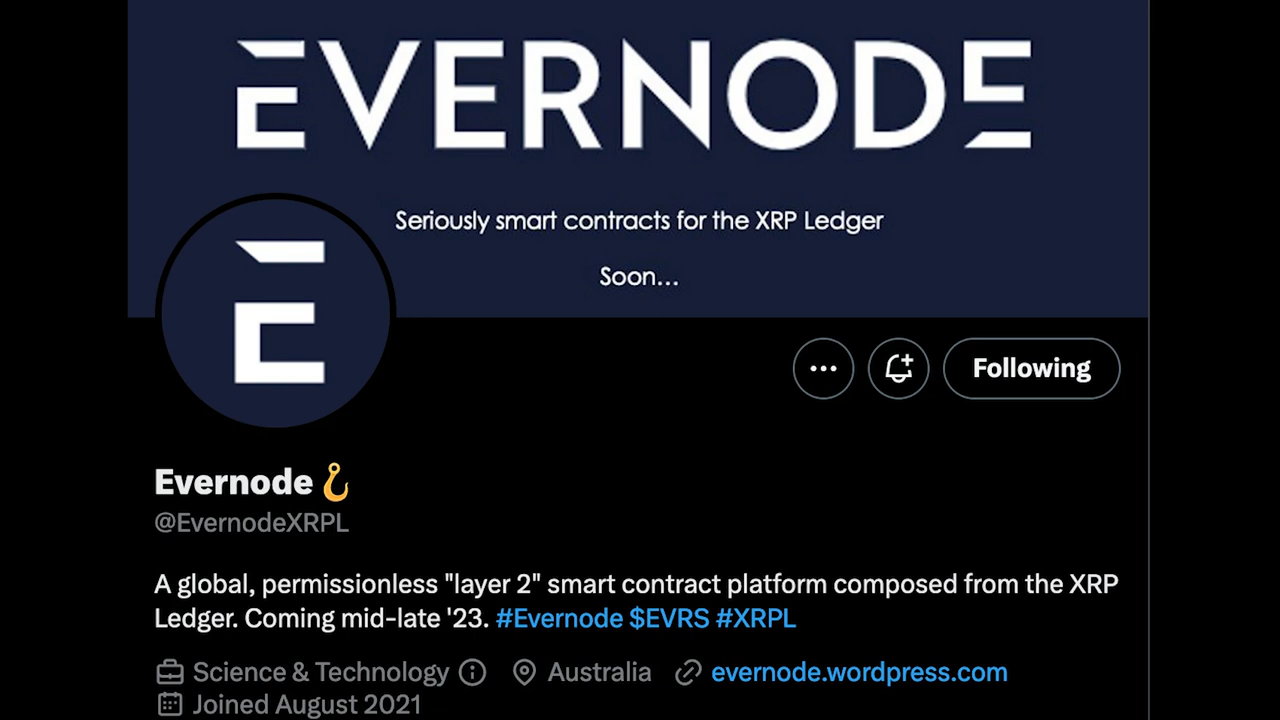 EVERNODE
Seriously smart contracts for the XRP Ledger
Soon...
E
Following
Evernode
@EvernodeXRPL
A global, permissionless "layer 2" smart contract platform composed from the XRP
Ledger. Coming mid-late '23. #Evernode $EVRS #XRPL
Science & Technology Australia evernode.wordpress.com
Joined August 2021